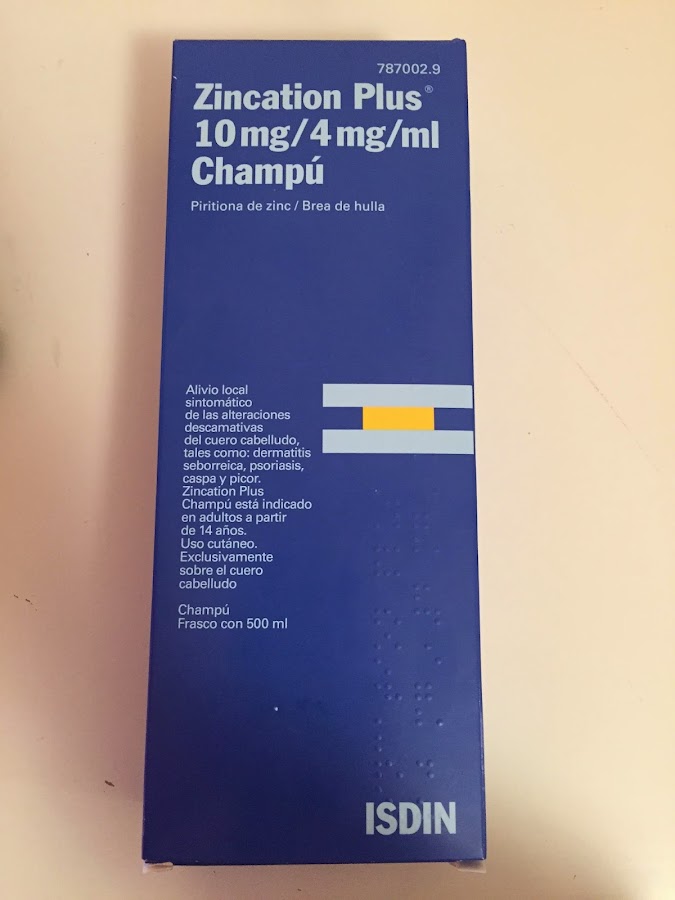 787002.9
Zincation Plus®
10 mg/4 mg/ml
Champú
Piritiona de zinc / Brea de hulla
Alivio local
sintomático
de las alteraciones
descamativas
del cuero cabelludo,
tales como: dermatitis
seborreica, psoriasis,
caspa y picor.
Zincation Plus
Champú está indicado
en adultos a partir
de 14 años.
Uso cutáneo.
Exclusivamente
sobre el cuero
cabelludo
Champú
Frasco con 500 ml
ISDIN